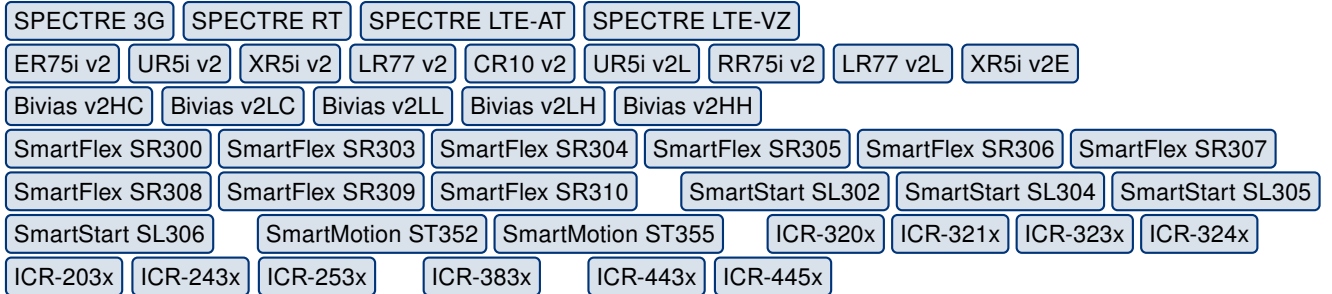 SPECTRE 3G SPECTRE RT SPECTRE LTE-AT SPECTRE LTE-VZ
ER75i v2 UR5i v2 XR5i v2 LR77 v2 CR10 v2 UR5i v2L RR75i v2 LR77 v2L XR5i v2E
Bivias v2HC Bivias v2LC Bivias v2LL Bivias v2LH Bivias v2HH
SmartFlex SR300 SmartFlex SR303 SmartFlex SR304 SmartFlex SR305 SmartFlex SR306 SmartFlex SR307
SmartFlex SR308 SmartFlex SR309 SmartFlex SR310 SmartStart SL302 SmartStart SL304 SmartStart SL305
SmartStart SL306 SmartMotion ST352 SmartMotion ST355 ICR-320x ICR-321x ICR-323x ICR-324x
ICR-203x ICR-243x ICR-253x ICR-383x ICR-443x ICR-445x